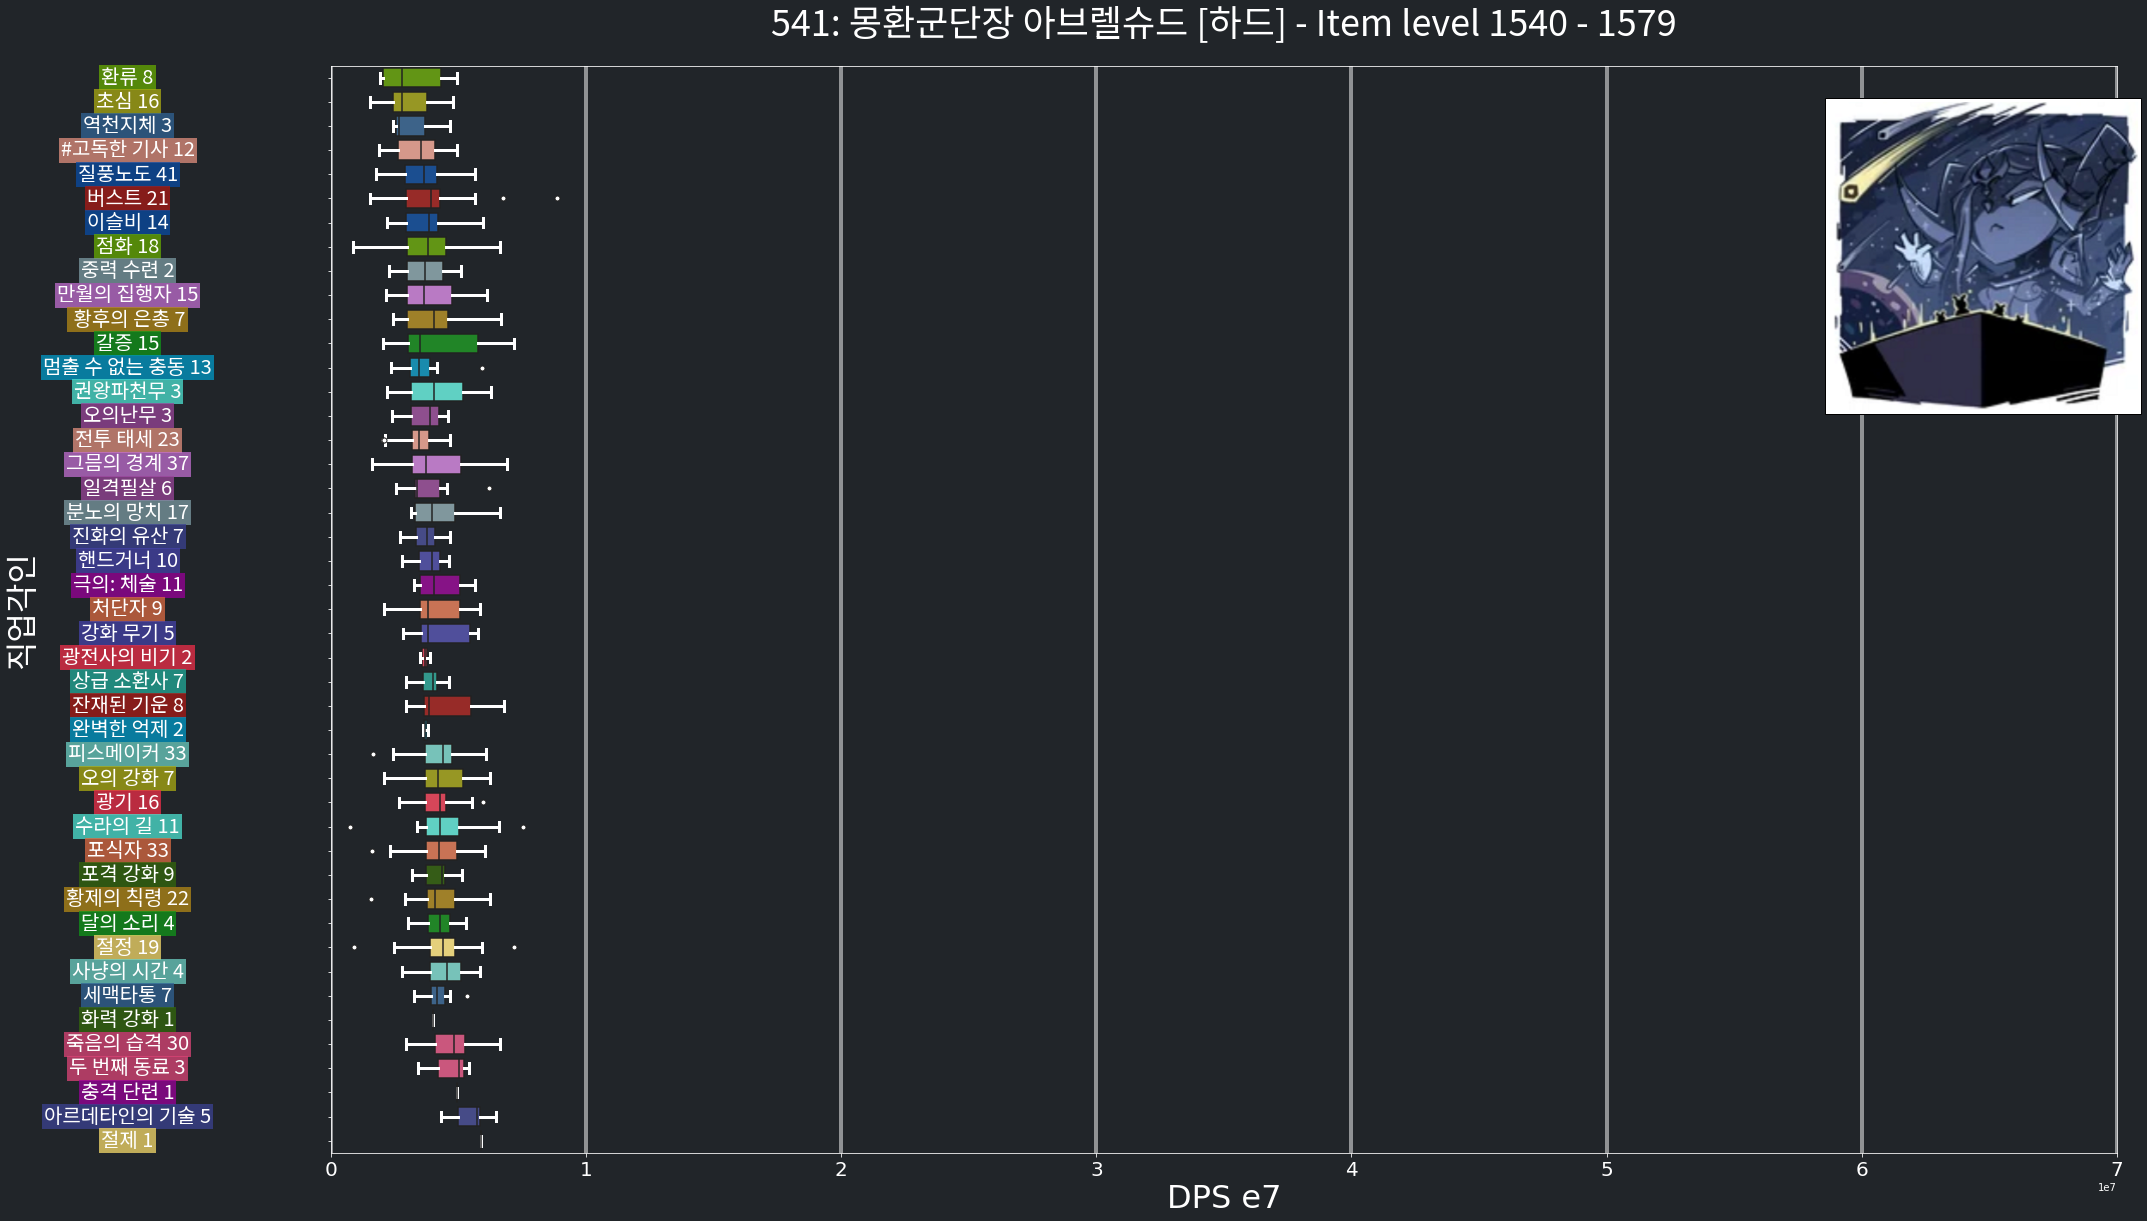 541: 몽환군단장 아브렐슈드 [하드] - Item level 1540 - 1579
환류 8
초심 16
역천지체 3
#고독한 기사 12
질풍노도 41
버스트 21
이슬비 14
점화 18
중력 수련 2
만월의 집행자 15
황후의 은총 7
갈증 15
멈출 수 없는 충동 13
권왕파천무 3
오의난무 3
전투 태세 23
그믐의 경계 37
일격필살 6
분노의 망치 17
진화의 유산 7
핸드거너 10
극의: 체술 11
처단자 9
강화 무기 5
광전사의 비기 2
상급 소환사 7
잔재된 기운 8
완벽한 억제 2
피스메이커 33
오의 강화 7
광기 16
수라의 길 11
포식자 33
포격 강화 9
황제의 칙령 22
달의 소리 4
절정 19
사냥의 시간 4
세맥타통 7
화력 강화 1
죽음의 습격 30
두 번째 동료 3
충격 단련 1
아르데타인의 기술 5
절제 1
직업각인
0 1 2 3 4 5 6 7
1e7
DPS e7